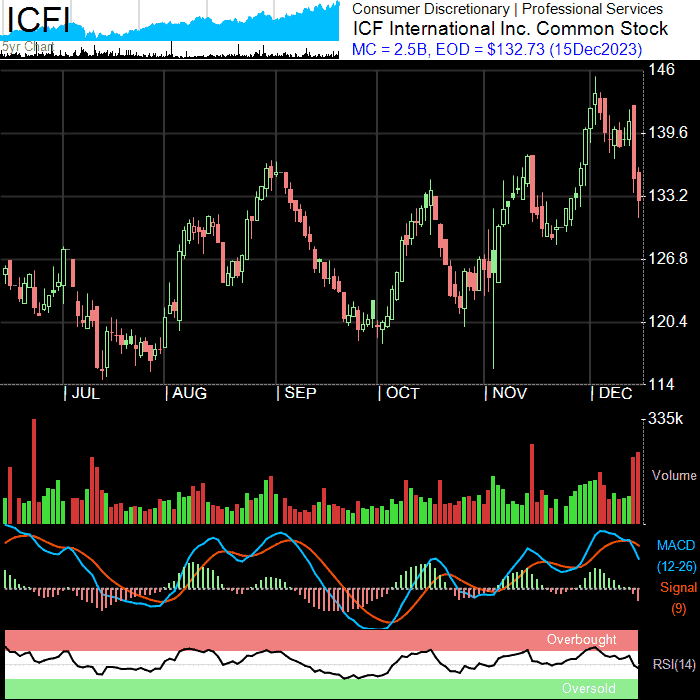 ICFI
5yr Chart
Consumer Discretionary | Professional Services
ICF International Inc. Common Stock
MC = 2.5B, EOD = $132.73 (15Dec2023)
146
139.6
133.2
126.8
120.4
114
| JUL | AUG | SEP | OCT | NOV | DEC
335k
Volume
MACD
(12-26)
Signal
(9)
Overbought
RSI(14)
Oversold